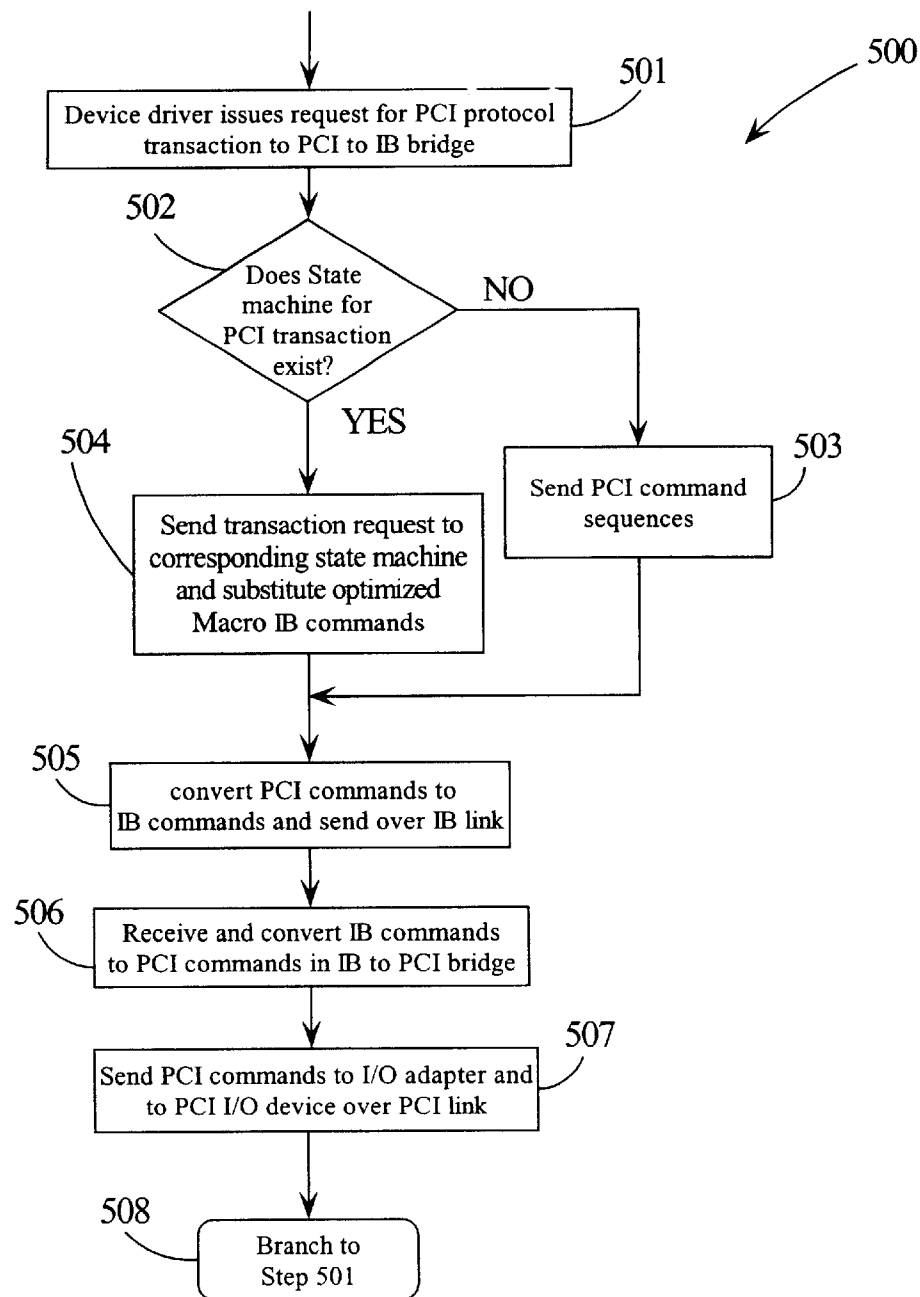 500
501
Device driver issues request for PCI protocol
transaction to PCI to IB bridge
502
Does State
machine for
PCI transaction
exist?
NO
YES
504
503
Send transaction request to
corresponding state machine
and substitute optimized
Macro IB commands
Send PCI command
sequences
505
convert PCI commands to
IB commands and send over IB link
506
Receive and convert IB commands
to PCI commands in IB to PCI bridge
507
Send PCI commands to I/O adapter and
to PCI I/O device over PCI link
508
Branch to
Step 501